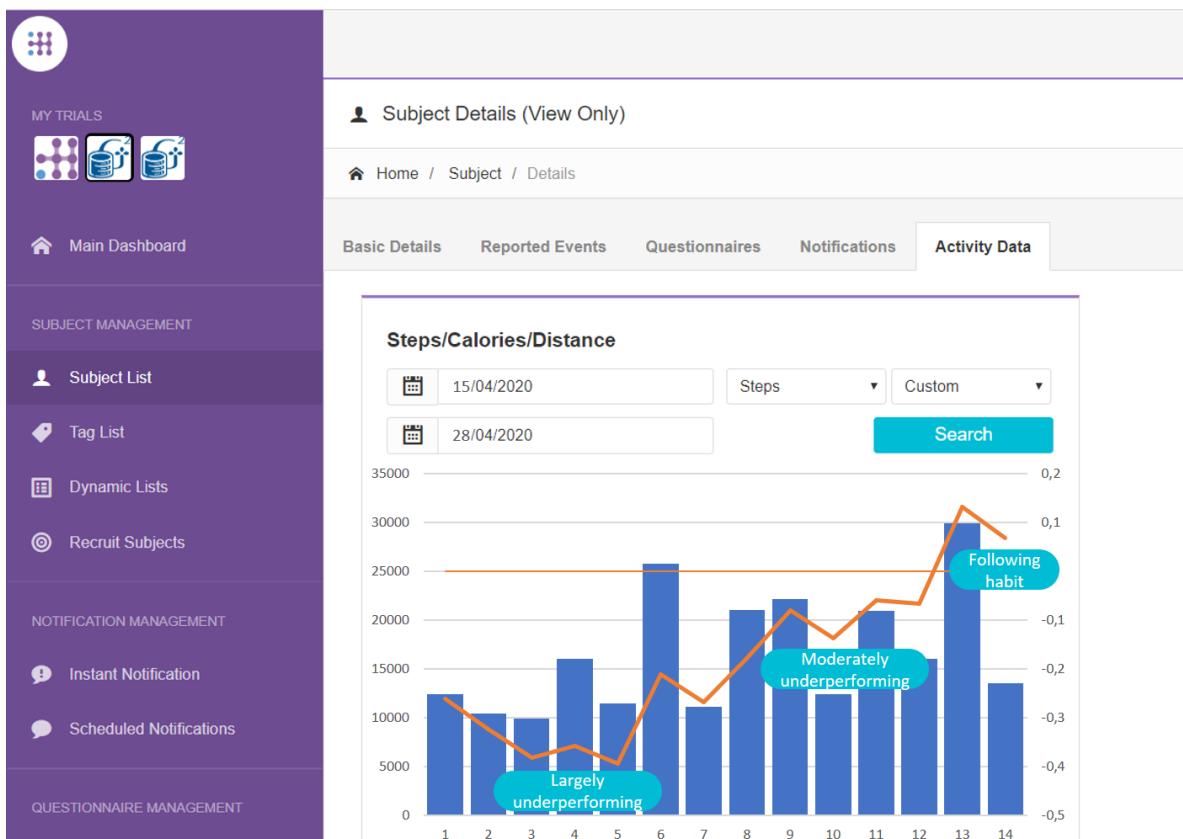 MY TRIALS
Main Dashboard
SUBJECT MANAGEMENT
Subject List
Tag List
Dynamic Lists
Recruit Subjects
NOTIFICATION MANAGEMENT
Instant Notification
Scheduled Notifications
QUESTIONNAIRE MANAGEMENT
Subject Details (View Only)
Home / Subject / Details
Basic Details Reported Events Questionnaires Notifications Activity Data
Steps/Calories/Distance
15/04/2020 Steps Custom
28/04/2020 Search
35000 0,2
30000 0,1
Following
habit
25000
20000 -0,1
Moderately
underperforming
15000 -0,2
10000 -0,3
5000 -0,4
Largely
underperforming
0 -0,5
1 2 3 4 5 6 7 8 9 10 11 12 13 14